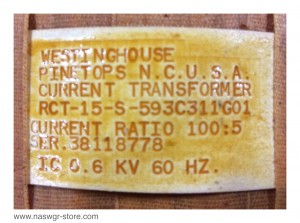 WESTINGHOUSE
PINETOPS N.C.U.S.A.
CURRENT TRANSFORMER
RCT-15-S-593C311G01
CURRENT RATIO 100:5
SER.38118778
IC 0.6 KV 60 HZ.
www.naswgr-store.com